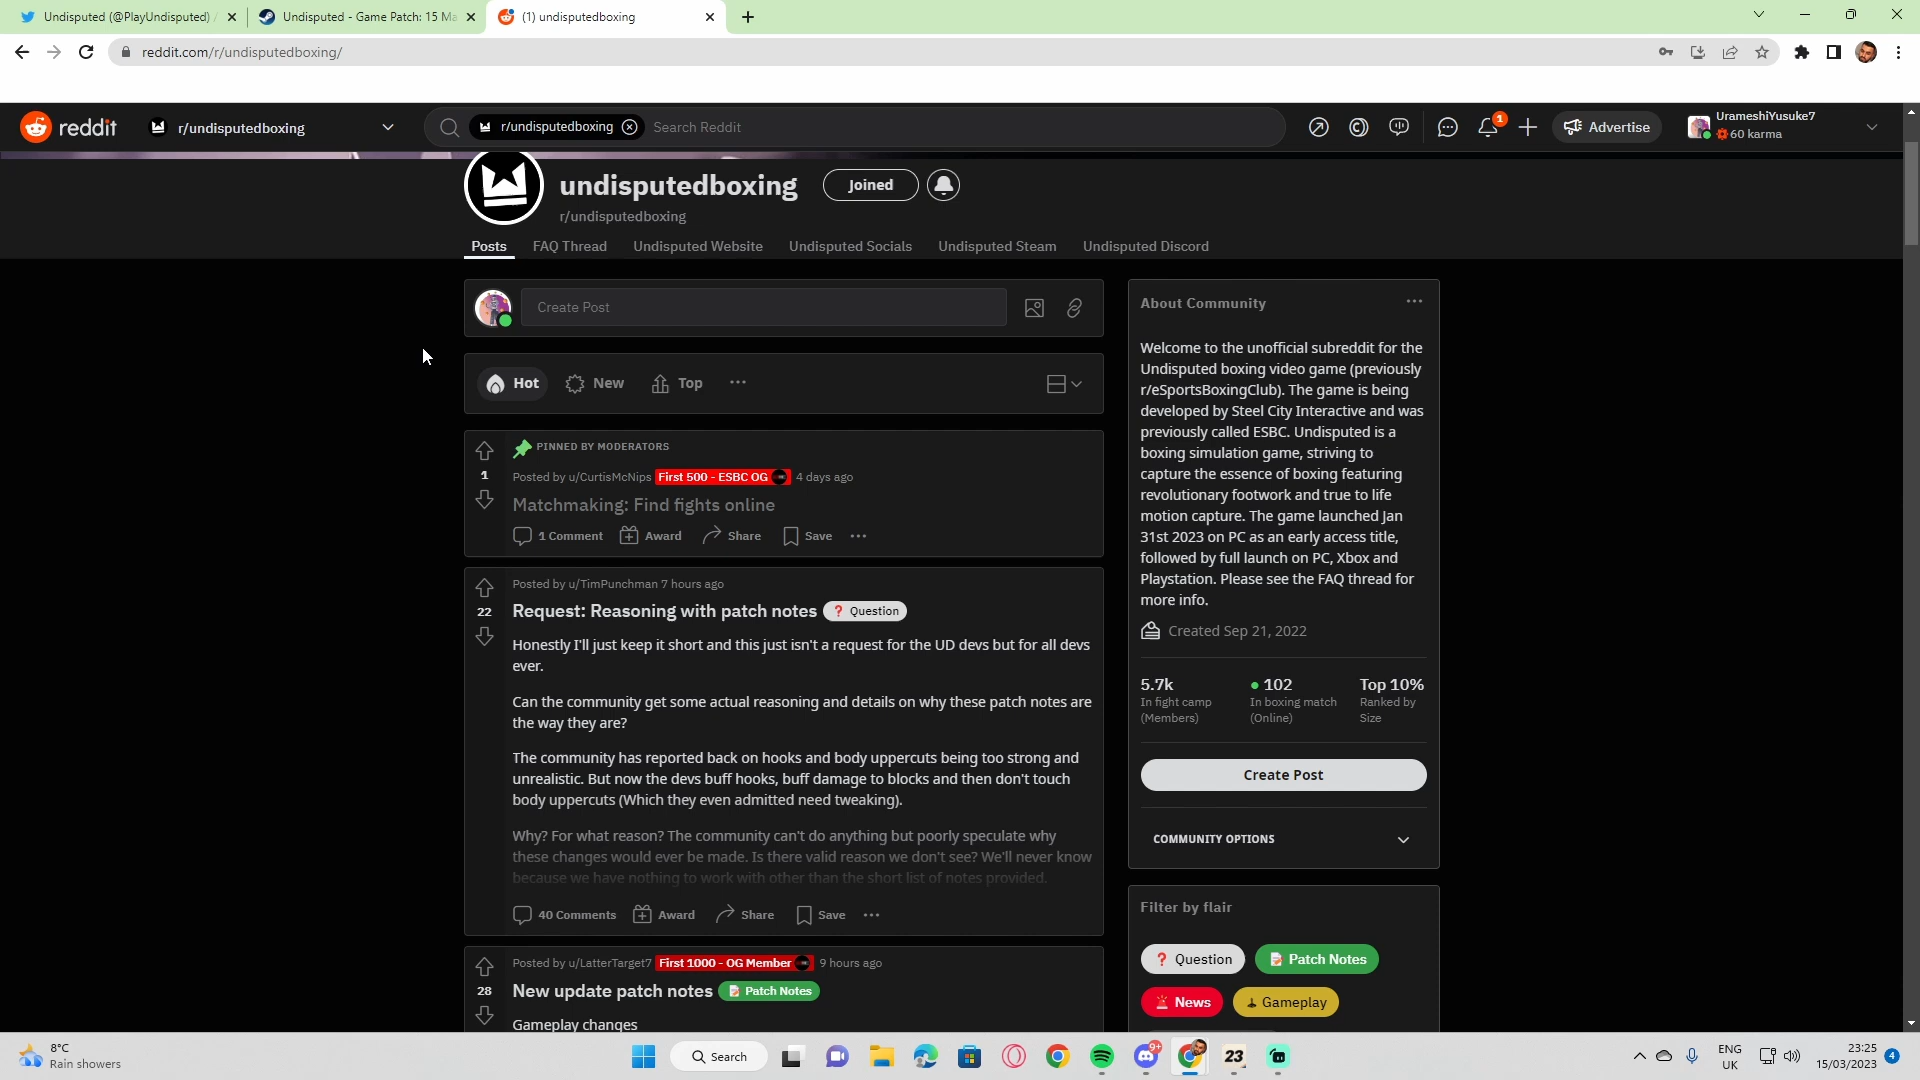 Undisputed (@PlayUndisputed) /
Undisputed - Game Patch: 15 Ma
(1) undisputedboxing
reddit.com/r/undisputedboxing/
reddit
r/undisputedboxing
r/undisputedboxing
Search Reddit
1
Advertise
UrameshiYusuke7
60 karma
undisputedboxing
Joined
r/undisputedboxing
Posts
FAQ Thread
Undisputed Website
Undisputed Socials
Undisputed Steam
Undisputed Discord
Create Post
Hot
New
Top
PINNED BY MODERATORS
1
Posted by u/CurtisMcNips First 500 - ESBC OG 4 days ago
Matchmaking: Find fights online
1 Comment
Award
Share
Save
Posted by u/TimPunchman 7 hours ago
22
Request: Reasoning with patch notes
Question
Honestly I'll just keep it short and this just isn't a request for the UD devs but for all devs
ever.
Can the community get some actual reasoning and details on why these patch notes are
the way they are?
The community has reported back on hooks and body uppercuts being too strong and
unrealistic. But now the devs buff hooks, buff damage to blocks and then don't touch
body uppercuts (Which they even admitted need tweaking).
Why? For what reason? The community can't do anything but poorly speculate why
these changes would ever be made. Is there valid reason we don't see? We'll never know
because we have nothing to work with other than the short list of notes provided.
40 Comments
Award
Share
Save
Posted by u/LatterTarget7 First 1000 - OG Member 9 hours ago
28
New update patch notes
Patch Notes
Gameplay changes
About Community
Welcome to the unofficial subreddit for the
Undisputed boxing video game (previously
r/eSportsBoxingClub). The game is being
developed by Steel City Interactive and was
previously called ESBC. Undisputed is a
boxing simulation game, striving to
capture the essence of boxing featuring
revolutionary footwork and true to life
motion capture. The game launched Jan
31st 2023 on PC as an early access title,
followed by full launch on PC, Xbox and
Playstation. Please see the FAQ thread for
more info.
Created Sep 21, 2022
5.7k
In fight camp
(Members)
102
In boxing match
(Online)
Top 10%
Ranked by
Size
Create Post
COMMUNITY OPTIONS
Filter by flair
Question
Patch Notes
News
Gameplay
8°C
Rain showers
Search
9+
23
ENG
UK
23:25
15/03/2023
4